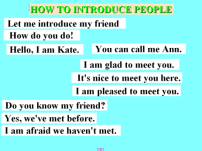 HOW TO INTRODUCE PEOPLE
Let me introduce my friend
How do you do!
Hello, I am Kate.
You can call me Ann.
I am glad to meet you.
It's nice to meet you here.
I am pleased to meet you.
Do you know my friend?
Yes, we've met before.
I am afraid we haven't met.